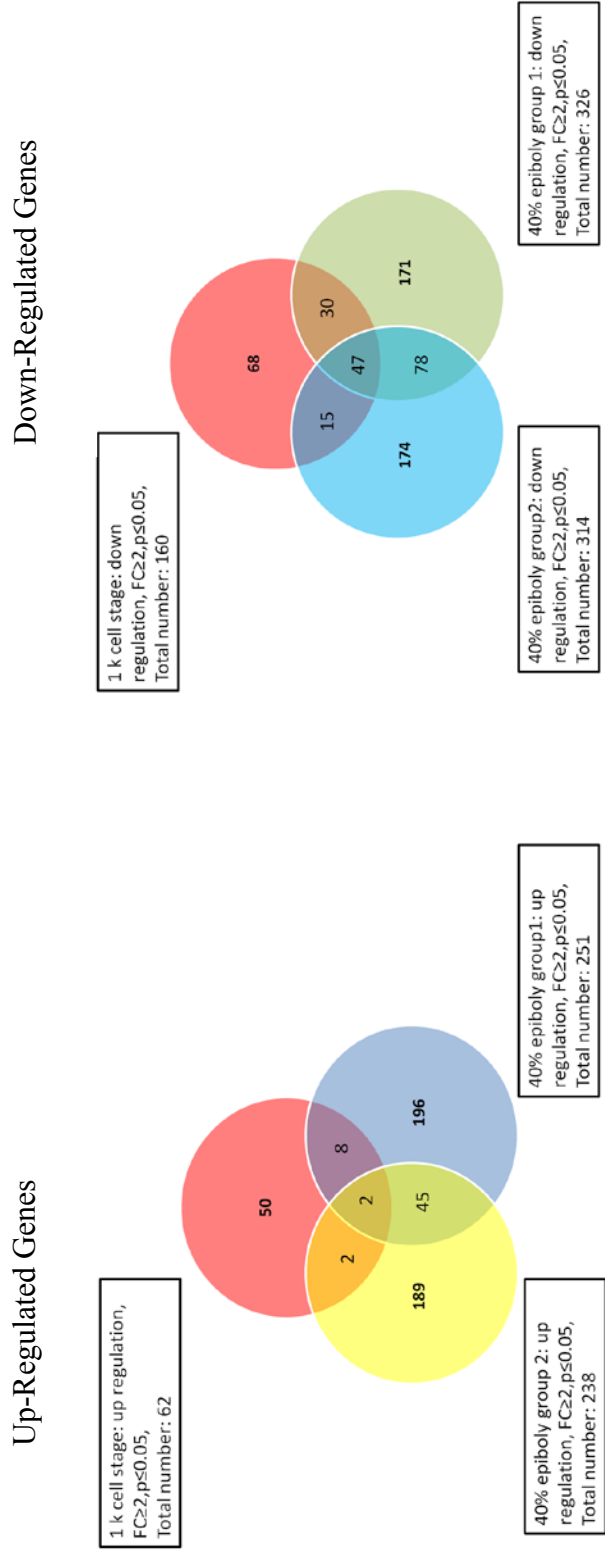 Up-Regulated Genes
1 k cell stage: up regulation,
FC≥2,p≤0.05,
Total number: 62
50
2
8
2
189
45
196
40% epiboly group 2: up
regulation, FC≥2,p≤0.05,
Total number: 238
40% epiboly group1: up
regulation, FC≥2,p≤0.05,
Total number: 251
Down-Regulated Genes
1 k cell stage: down
regulation, FC≥2,p≤0.05,
Total number: 160
68
15
30
47
174
78
171
40% epiboly group2: down
regulation, FC≥2,p≤0.05,
Total number: 314
40% epiboly group 1: down
regulation, FC≥2,p≤0.05,
Total number: 326